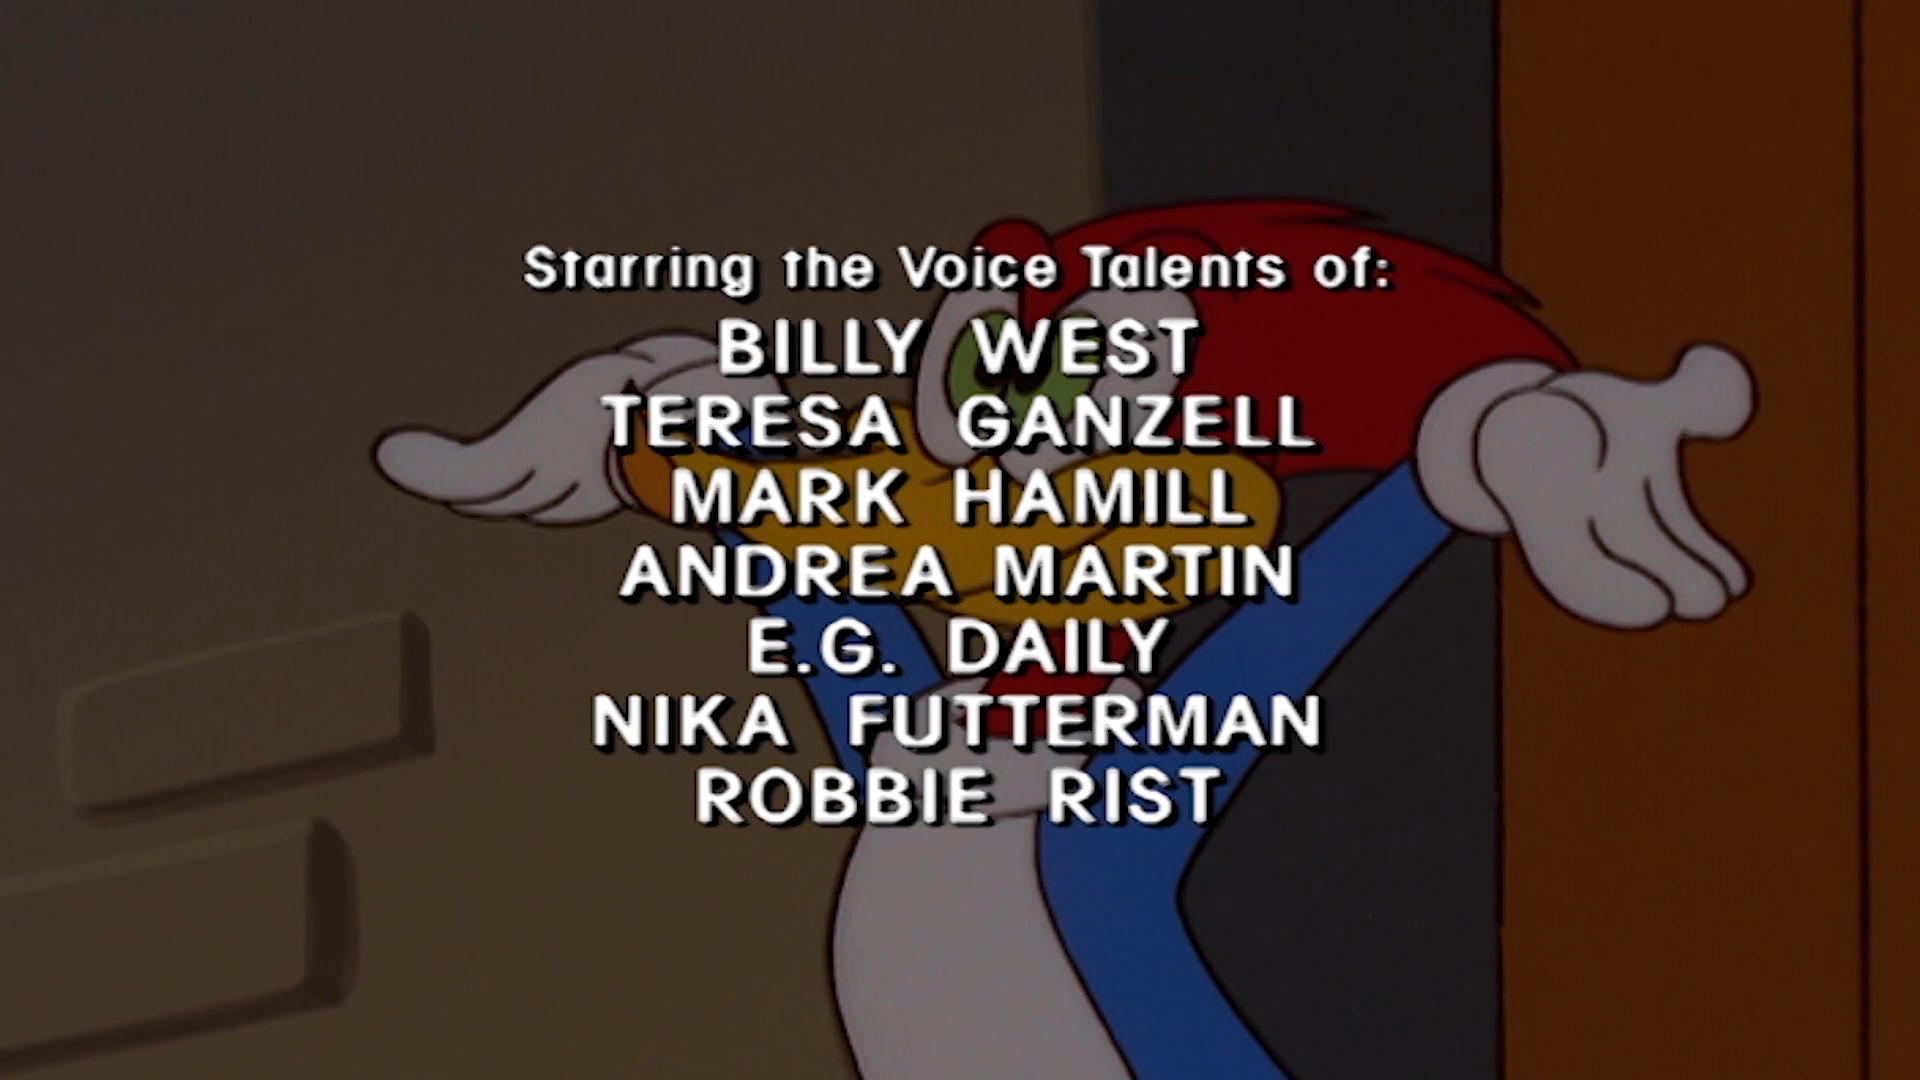 Starring the Voice Talents of:
BILLY WEST
TERESA GANZELL
MARK HAMILL
ANDREA MARTIN
E.G. DAILY
NIKA FUTTERMAN
ROBBIE RIST